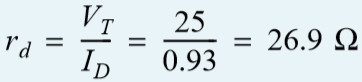 r_d = V_T / I_D = 25 / 0.93 = 26.9 Ω